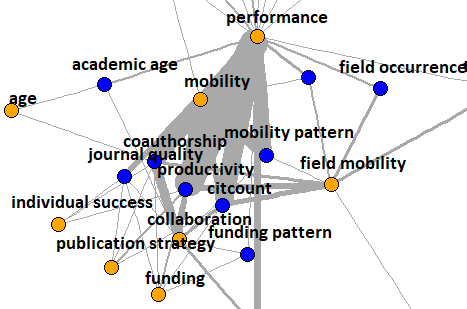 performance
academic age
field occurrence
mobility
age
coauthorship
mobility pattern
journal quality
field mobility
productivity
citcount
individual success
collaboration
funding pattern
publication strategy
funding